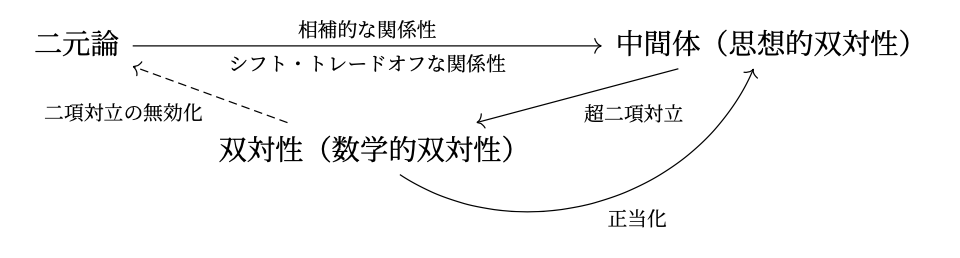 相補的な関係性
二元論
中間体（思想的双対性）
シフト・トレードオフな関係性
二項対立の無効化
超二項対立
双対性（数学的双対性）
正当化